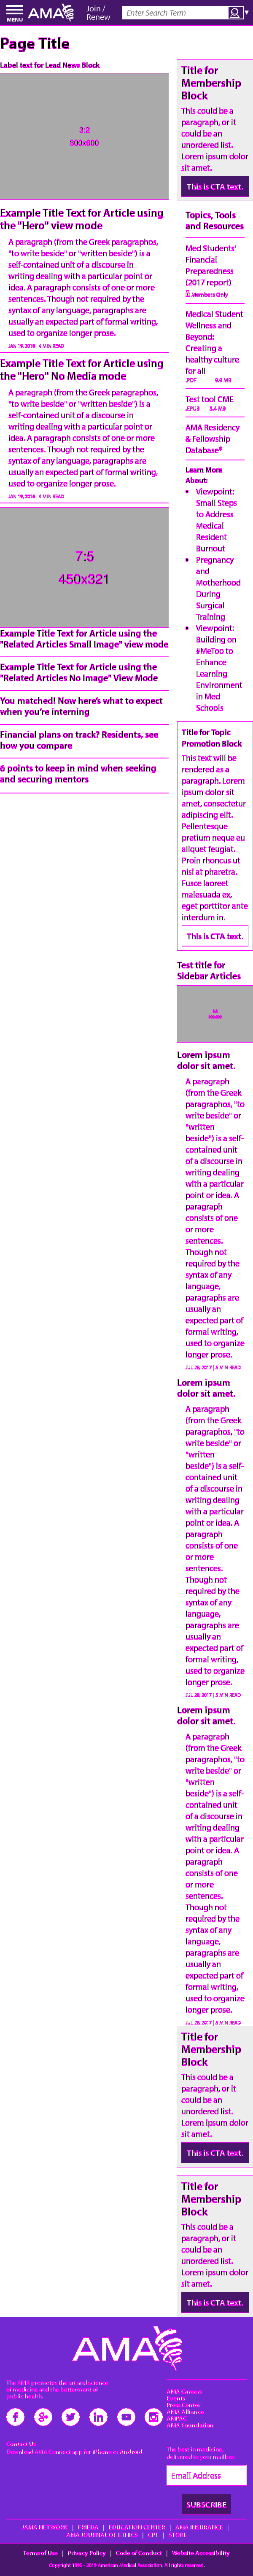 MENU
AMA
Join /
Renew
Enter Search Term
Page Title
Label text for Lead News Block
3:2
600x600
Example Title Text for Article using
the "Hero" view mode
A paragraph (from the Greek paragraphos,
"to write beside" or "written beside") is a
self-contained unit of a discourse in
writing dealing with a particular point or
idea. A paragraph consists of one or more
sentences. Though not required by the
syntax of any language, paragraphs are
usually an expected part of formal writing,
used to organize longer prose.
JAN 19, 2018 | 4 MIN READ
Example Title Text for Article using
the "Hero" No Media mode
A paragraph (from the Greek paragraphos,
"to write beside" or "written beside") is a
self-contained unit of a discourse in
writing dealing with a particular point or
idea. A paragraph consists of one or more
sentences. Though not required by the
syntax of any language, paragraphs are
usually an expected part of formal writing,
used to organize longer prose.
JAN 19, 2018 | 4 MIN READ
7:5
450x321
Example Title Text for Article using the
"Related Articles Small Image" view mode
Example Title Text for Article using the
"Related Articles No Image" View Mode
You matched! Now here's what to expect
when you're interning
Financial plans on track? Residents, see
how you compare
6 points to keep in mind when seeking
and securing mentors
Title for
Membership
Block
This could be a
paragraph, or it
could be an
unordered list.
Lorem ipsum dolor
sit amet.
This is CTA text.
Topics, Tools
and Resources
Med Students'
Financial
Preparedness
(2017 report)
Members Only
Medical Student
Wellness and
Beyond:
Creating a
healthy culture
for all
.PDF 9.9 MB
Test tool CME
.EPUB 3.4 MB
AMA Residency
& Fellowship
Database®
Learn More
About:
Viewpoint:
Small Steps
to Address
Medical
Resident
Burnout
Pregnancy
and
Motherhood
During
Surgical
Training
Viewpoint:
Building on
#MeToo to
Enhance
Learning
Environment
in Med
Schools
Title for Topic
Promotion Block
This text will be
rendered as a
paragraph. Lorem
ipsum dolor sit
amet, consectetur
adipiscing elit.
Pellentesque
pretium neque eu
aliquet feugiat.
Proin rhoncus ut
nisi at pharetra.
Fusce laoreet
malesuada ex,
eget porttitor ante
interdum in.
This is CTA text.
Test title for
Sidebar Articles
Lorem ipsum
dolor sit amet.
A paragraph
(from the Greek
paragraphos, "to
write beside" or
"written
beside") is a self-
contained unit
of a discourse in
writing dealing
with a particular
point or idea. A
paragraph
consists of one
or more
sentences.
Though not
required by the
syntax of any
language,
paragraphs are
usually an
expected part of
formal writing,
used to organize
longer prose.
JUL 28, 2017 | 3 MIN READ
Lorem ipsum
dolor sit amet.
A paragraph
(from the Greek
paragraphos, "to
write beside" or
"written
beside") is a self-
contained unit
of a discourse in
writing dealing
with a particular
point or idea. A
paragraph
consists of one
or more
sentences.
Though not
required by the
syntax of any
language,
paragraphs are
usually an
expected part of
formal writing,
used to organize
longer prose.
JUL 28, 2017 | 3 MIN READ
Lorem ipsum
dolor sit amet.
A paragraph
(from the Greek
paragraphos, "to
write beside" or
"written
beside") is a self-
contained unit
of a discourse in
writing dealing
with a particular
point or idea. A
paragraph
consists of one
or more
sentences.
Though not
required by the
syntax of any
language,
paragraphs are
usually an
expected part of
formal writing,
used to organize
longer prose.
JUL 28, 2017 | 3 MIN READ
Title for
Membership
Block
This could be a
paragraph, or it
could be an
unordered list.
Lorem ipsum dolor
sit amet.
This is CTA text.
Title for
Membership
Block
This could be a
paragraph, or it
could be an
unordered list.
Lorem ipsum dolor
sit amet.
This is CTA text.
AMA
The AMA promotes the art and science
of medicine and the betterment of
public health.
Contact Us
Download AMA Connect app for iPhone or Android
AMA Careers
Events
Press Center
AMA Alliance
AMPAC
AMA Foundation
The best in medicine,
delivered to your mailbox
Email Address
SUBSCRIBE
JAMA NETWORK | FREIDA | EDUCATION CENTER | AMA INSURANCE |
AMA JOURNAL OF ETHICS | CPT | STORE
Terms of Use | Privacy Policy | Code of Conduct | Website Accessibility
Copyright 1995 - 2019 American Medical Association. All rights reserved.